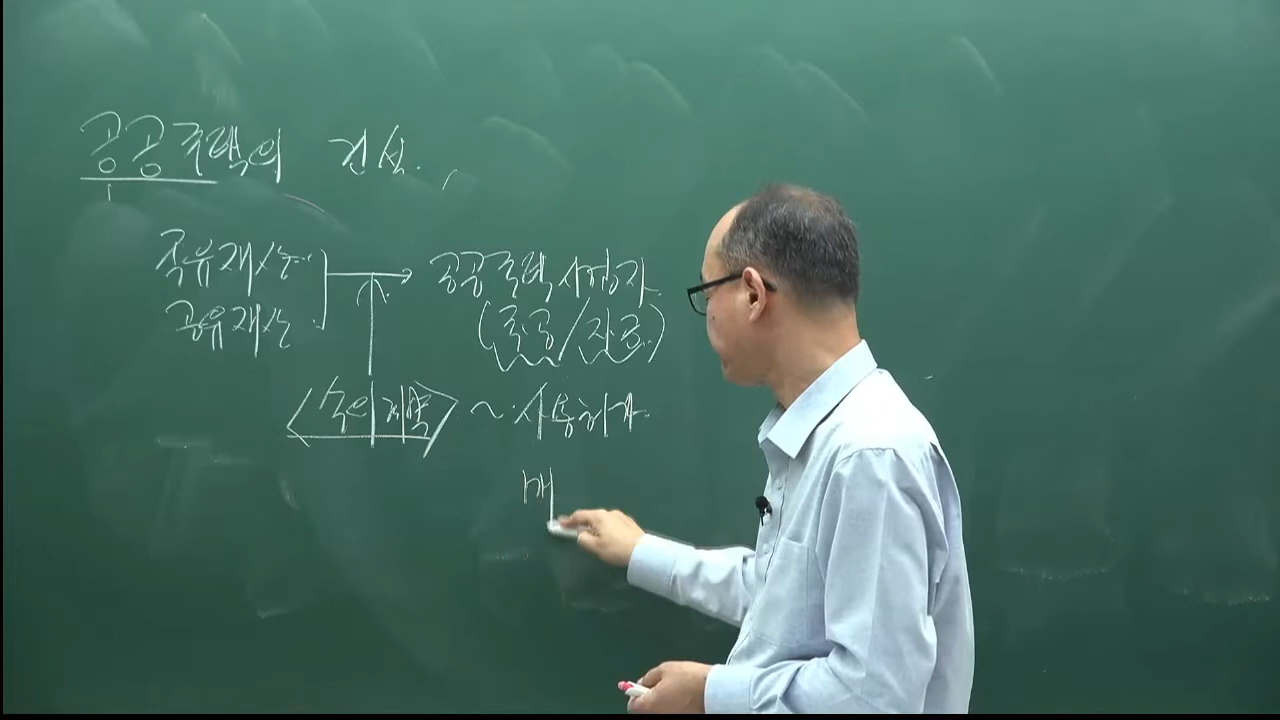 공공주택의 건설.
국유재산
공유재산
공공주택사업자
(국공/지공)
수의계약 ~ 사용허가
매